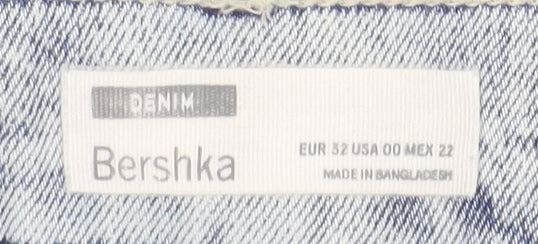 DENIM
Bershka
EUR 32 USA 00 MEX 22
MADE IN BANGLADESH